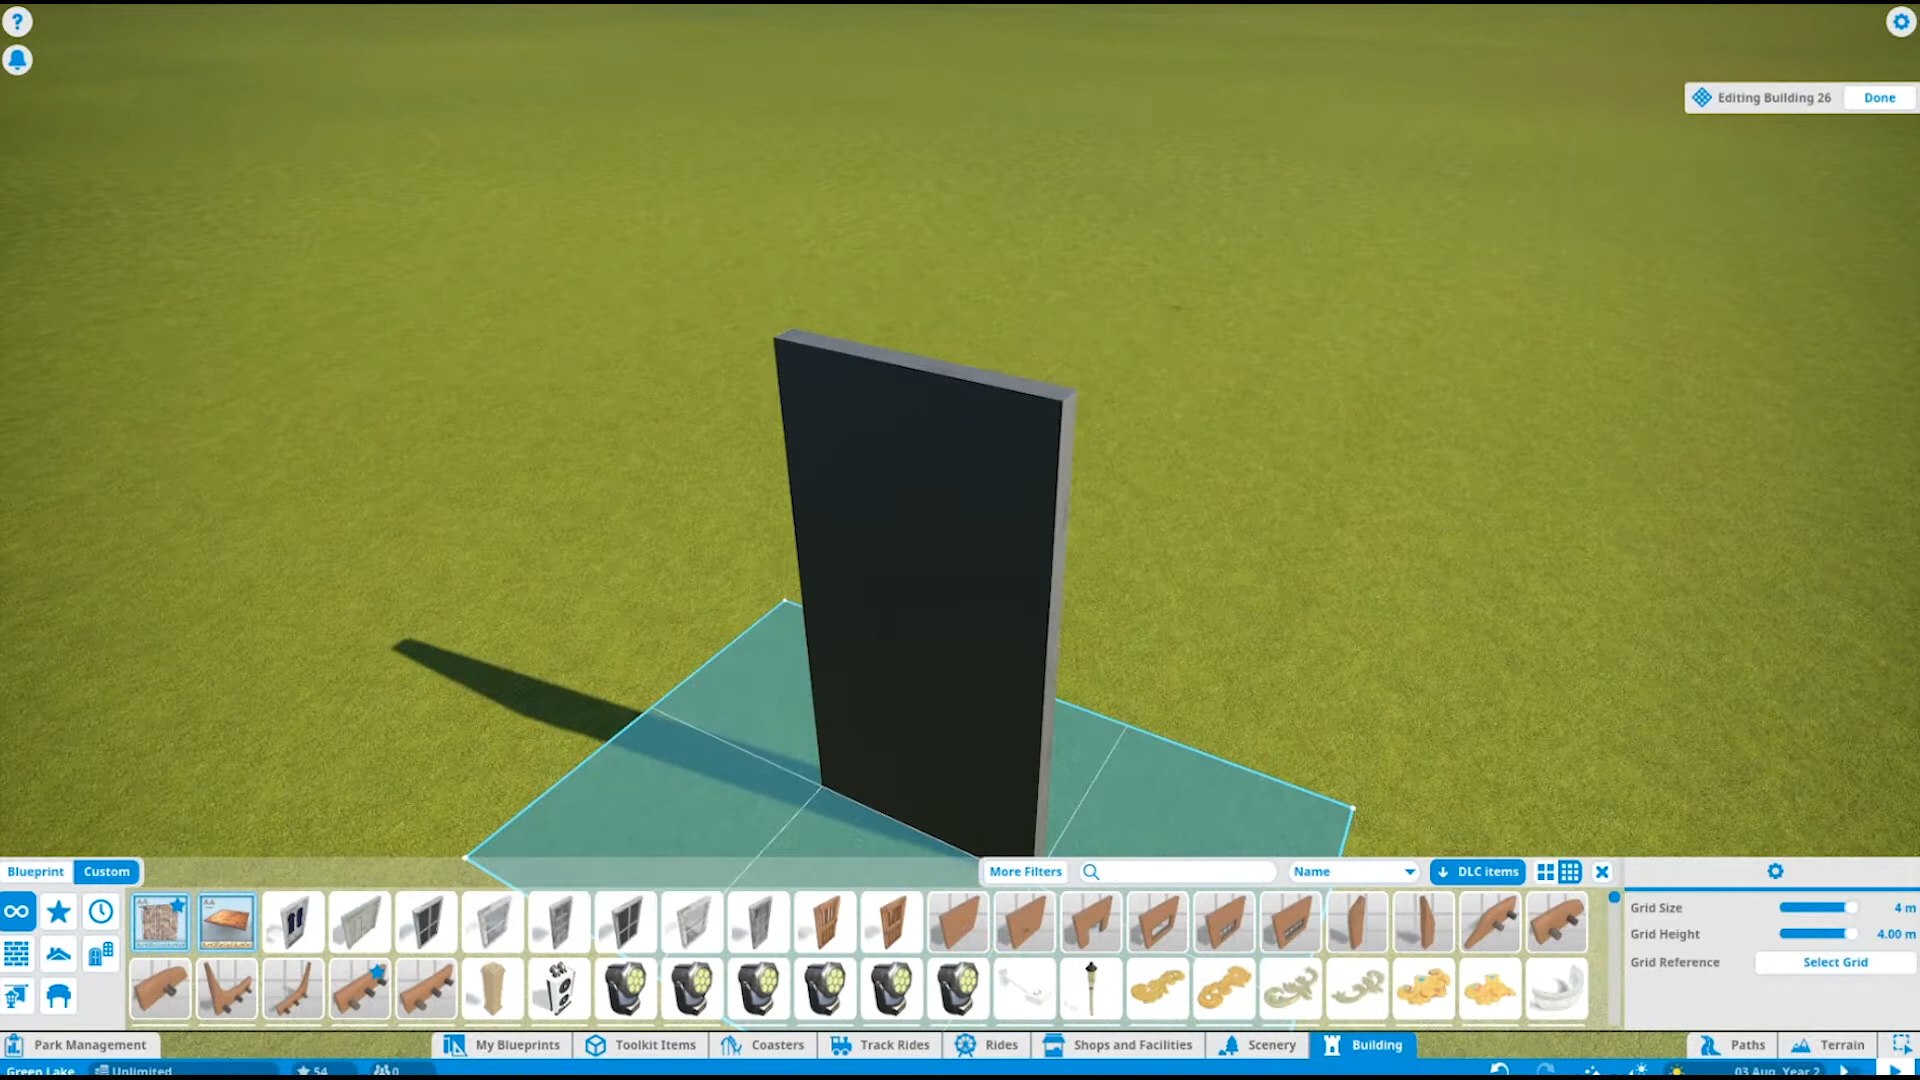 ?
Editing Building 26 Done
Blueprint Custom
More Filters Name DLC items
AA AA
Grid Size 4 m
Grid Height 4.00 m
Grid Reference Select Grid
Park Management My Blueprints Toolkit Items Coasters Track Rides Rides Shops and Facilities Scenery Building Paths Terrain
Green Lake Unlimited 54 0 03 Aug, Year 2